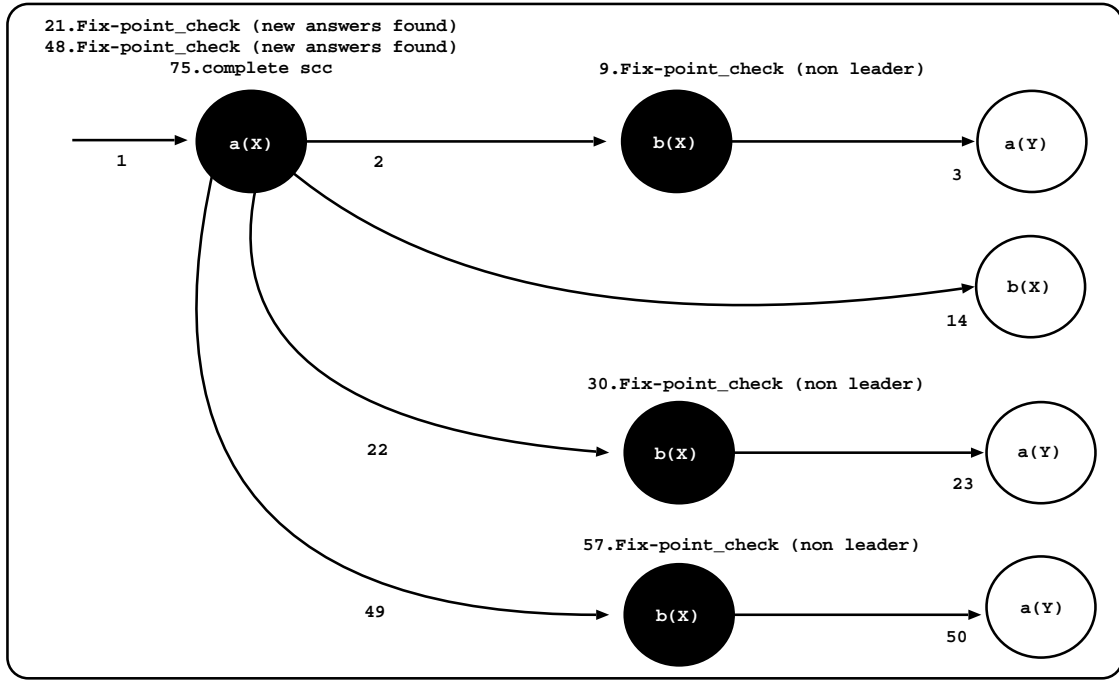 21.Fix-point_check (new answers found)
48.Fix-point_check (new answers found)
75.complete scc
9.Fix-point_check (non leader)
a(X)
b(X)
a(Y)
1
2
3
b(X)
14
30.Fix-point_check (non leader)
22
b(X)
a(Y)
23
57.Fix-point_check (non leader)
49
b(X)
a(Y)
50